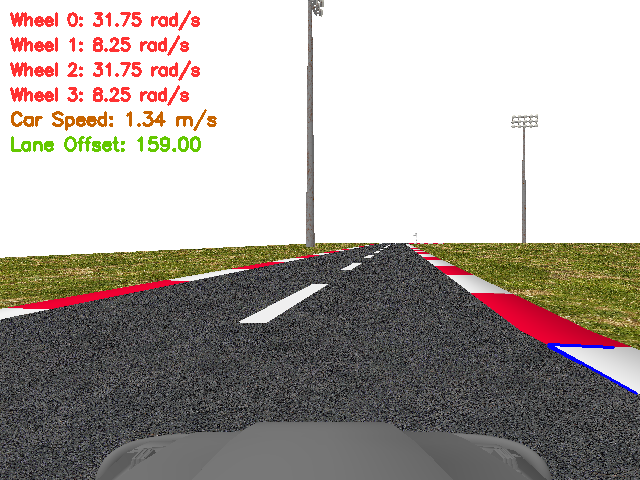 Wheel 0: 31.75 rad/s
Wheel 1: 8.25 rad/s
Wheel 2: 31.75 rad/s
Wheel 3: 8.25 rad/s
Car Speed: 1.34 m/s
Lane Offset: 159.00